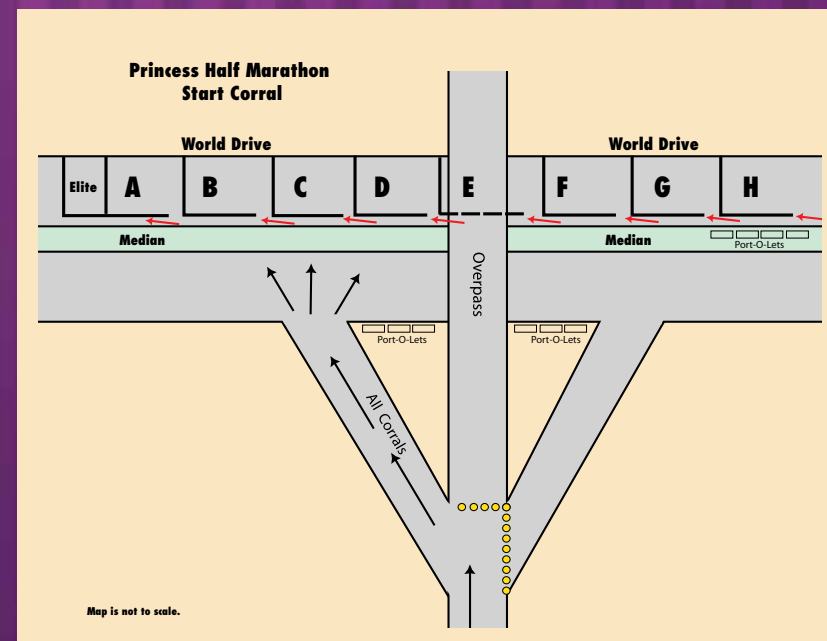 Princess Half Marathon
Start Corral
World Drive
World Drive
Elite
A
B
C
D
E
F
G
H
Median
Median
Port-O-Lets
Overpass
Port-O-Lets
Port-O-Lets
All Corrals
Map is not to scale.